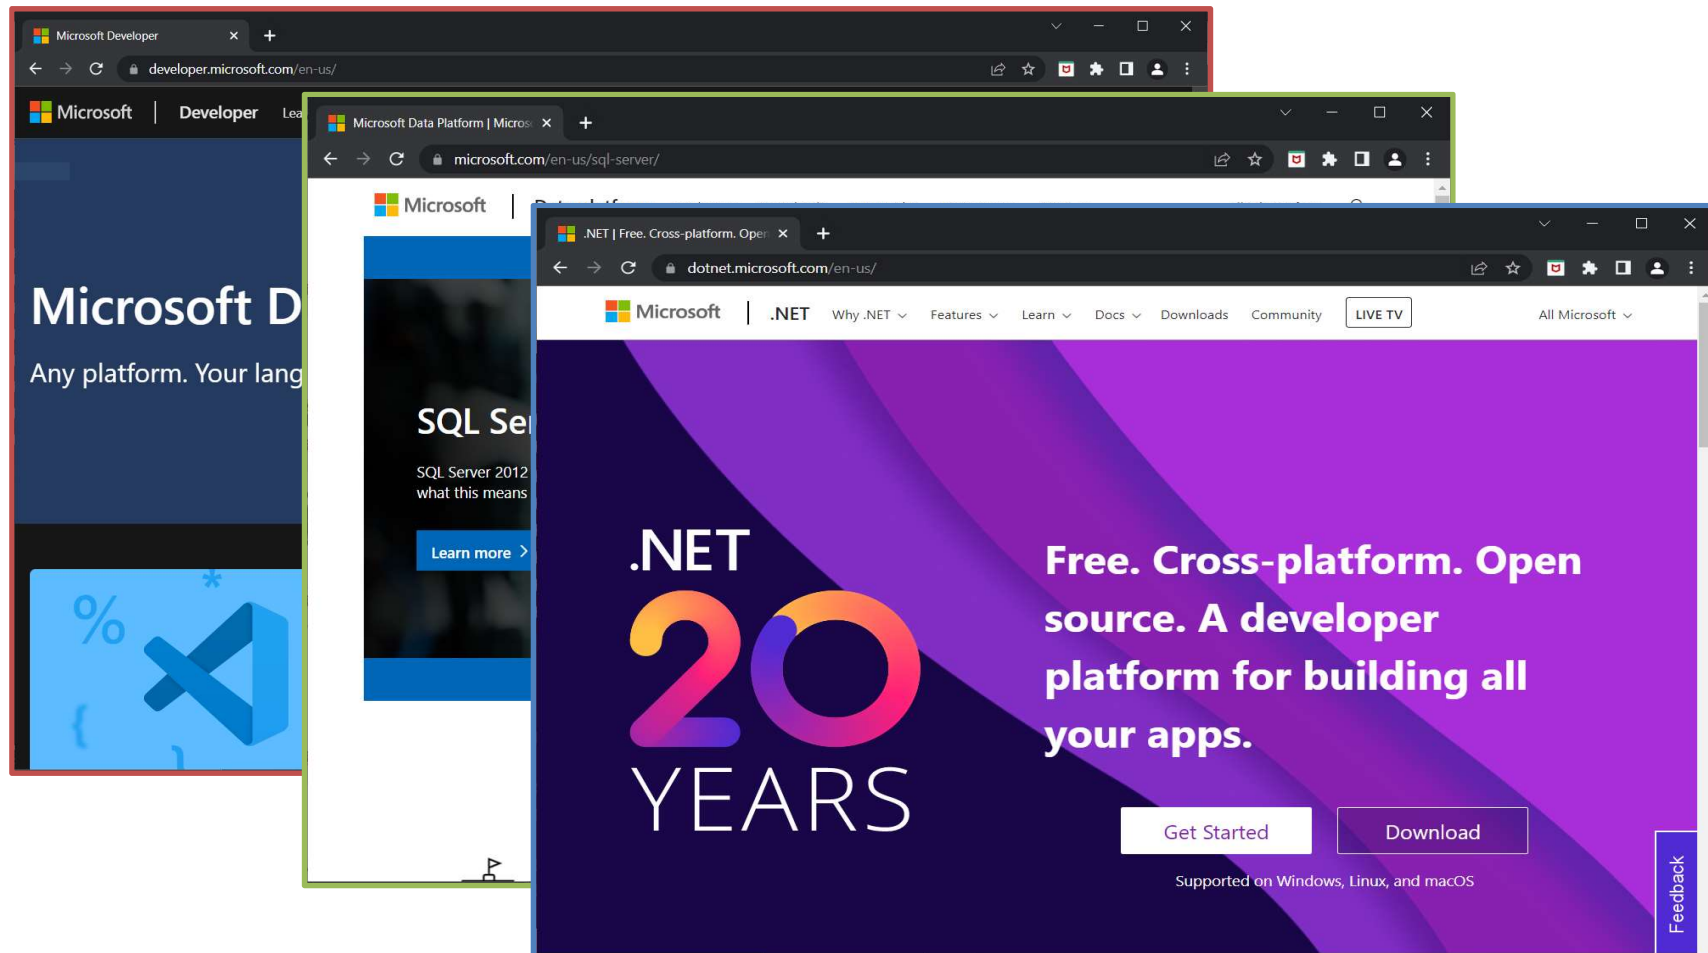 Microsoft Developer
developer.microsoft.com/en-us/
Microsoft | Developer
Microsoft D
Any platform. Your lang
%
*
{
}
Microsoft Data Platform | Micros
microsoft.com/en-us/sql-server/
Microsoft
SQL Se
SQL Server 2012
what this means
Learn more
.NET | Free. Cross-platform. Open
dotnet.microsoft.com/en-us/
Microsoft | .NET Why .NET Features Learn Docs Downloads Community LIVE TV All Microsoft
.NET
20
YEARS
Free. Cross-platform. Open
source. A developer
platform for building all
your apps.
Get Started Download
Supported on Windows, Linux, and macOS
Feedback